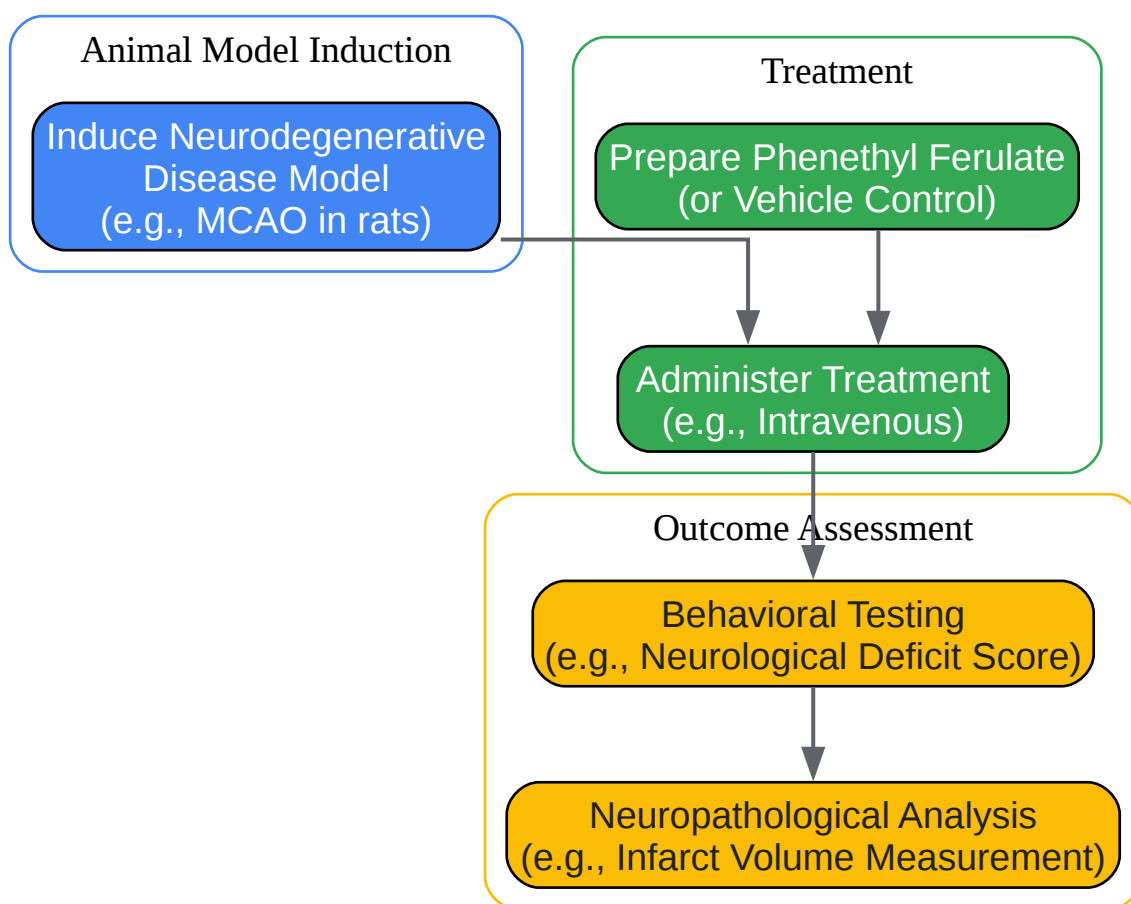 Animal Model Induction
Induce Neurodegenerative
Disease Model
(e.g., MCAO in rats)
Treatment
Prepare Phenethyl Ferulate
(or Vehicle Control)
Administer Treatment
(e.g., Intravenous)
Outcome Assessment
Behavioral Testing
(e.g., Neurological Deficit Score)
Neuropathological Analysis
(e.g., Infarct Volume Measurement)